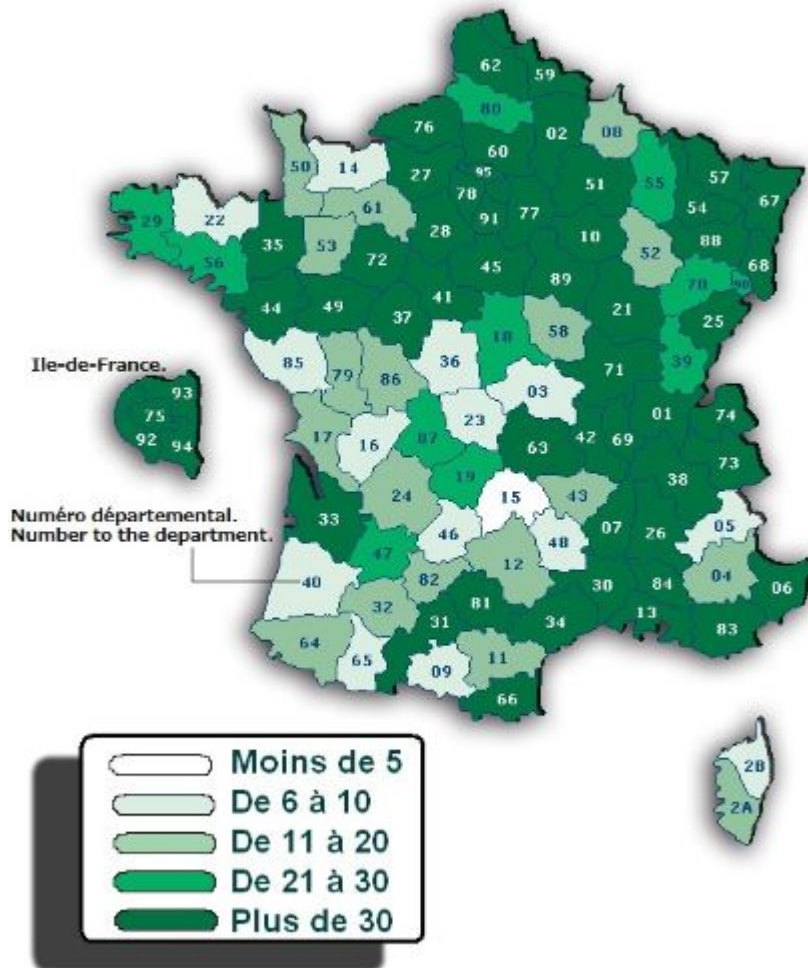 62 59
80
76 02 08
60
50 14 27 95 51 55 57 67
78
61 91 77 54
29 22 53 28 10 52 88
35 72 68
56 45 89 70 90
44 49 37 41 21 25
18 58
85 36 39
Ile-de-France. 79 86 71
93 03
75 01 74
92 94 17 16 87 23 63 42 69
73
19 38
24 15 43
Numéro départemental. 33 05
Number to the department. 46 48 07 26
47 12
40 82 04
30 84 06
32 81
31 34 13 83
64 65 09 11
66
2B
2A
Moins de 5
De 6 à 10
De 11 à 20
De 21 à 30
Plus de 30